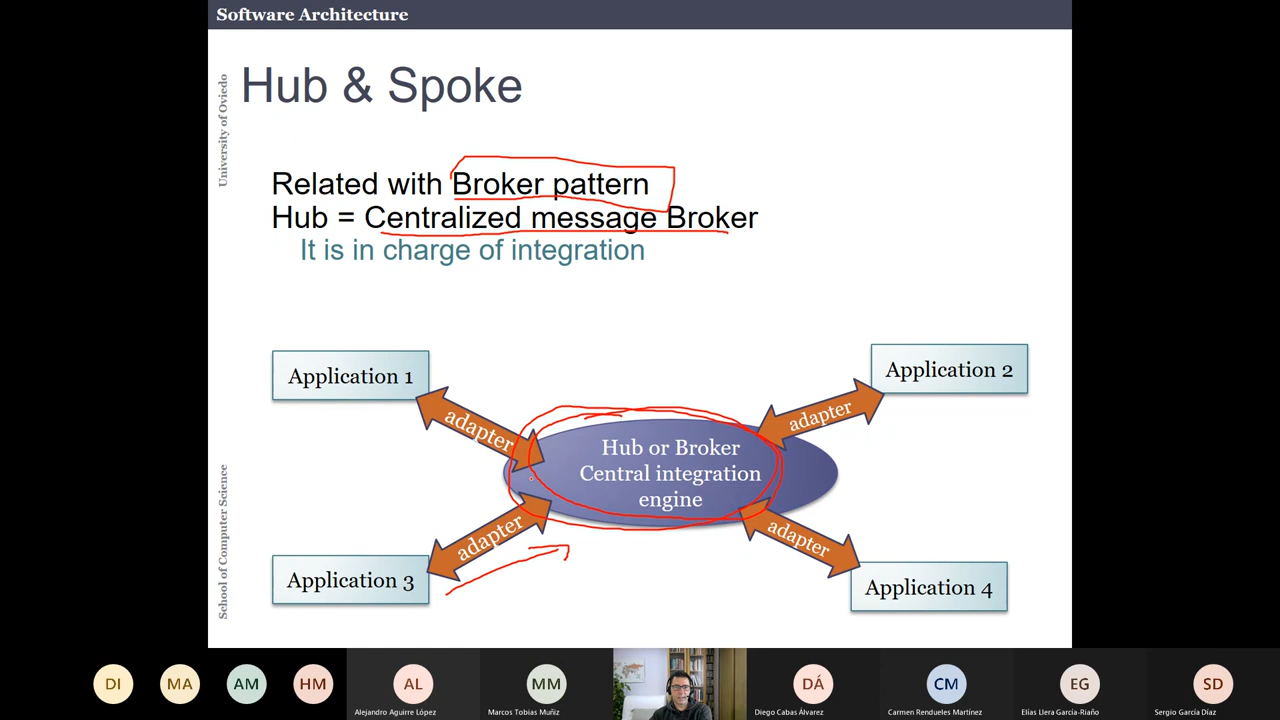 Software Architecture
University of Oviedo
Hub & Spoke
Related with Broker pattern
Hub = Centralized message Broker
It is in charge of integration
Application 1
Application 2
adapter
adapter
Hub or Broker
Central integration
engine
adapter
adapter
Application 3
Application 4
School of Computer Science
DI
MA
AM
HM
AL
MM
DÁ
CM
EG
SD
Alejandro Aguirre López
Marcos Tobias Muñiz
Diego Cabas Álvarez
Carmen Rendueles Martínez
Elías Llera García-Riaño
Sergio García Díaz